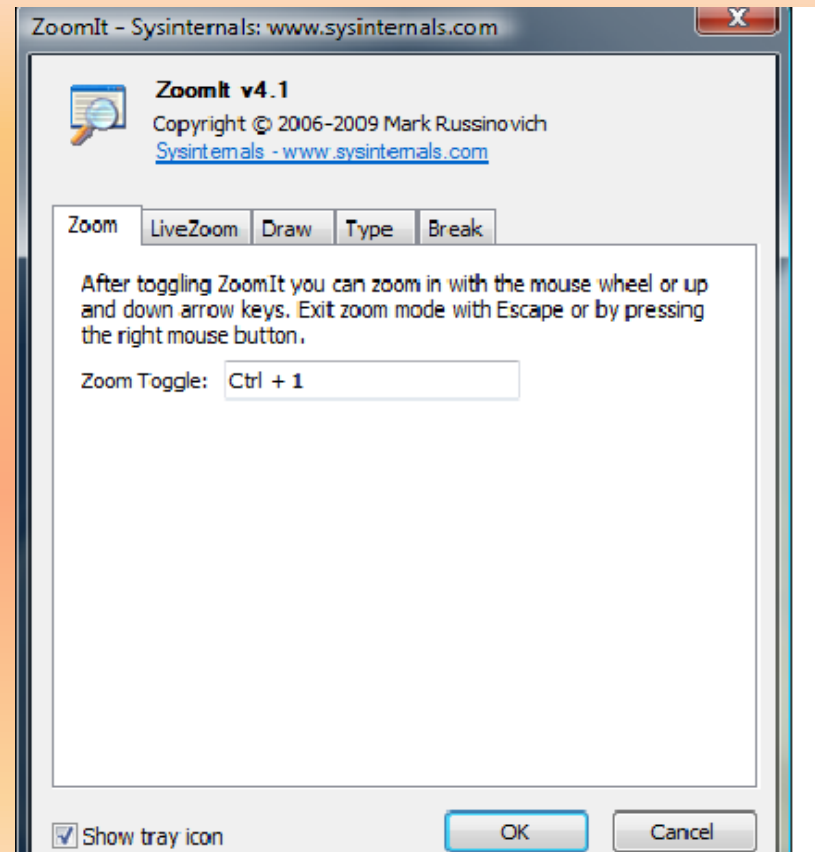 ZoomIt - Sysinternals: www.sysinternals.com
X
ZoomIt v4.1
Copyright © 2006-2009 Mark Russinovich
Sysinternals - www.sysinternals.com
Zoom LiveZoom Draw Type Break
After toggling ZoomIt you can zoom in with the mouse wheel or up
and down arrow keys. Exit zoom mode with Escape or by pressing
the right mouse button.
Zoom Toggle: Ctrl + 1
Show tray icon OK Cancel